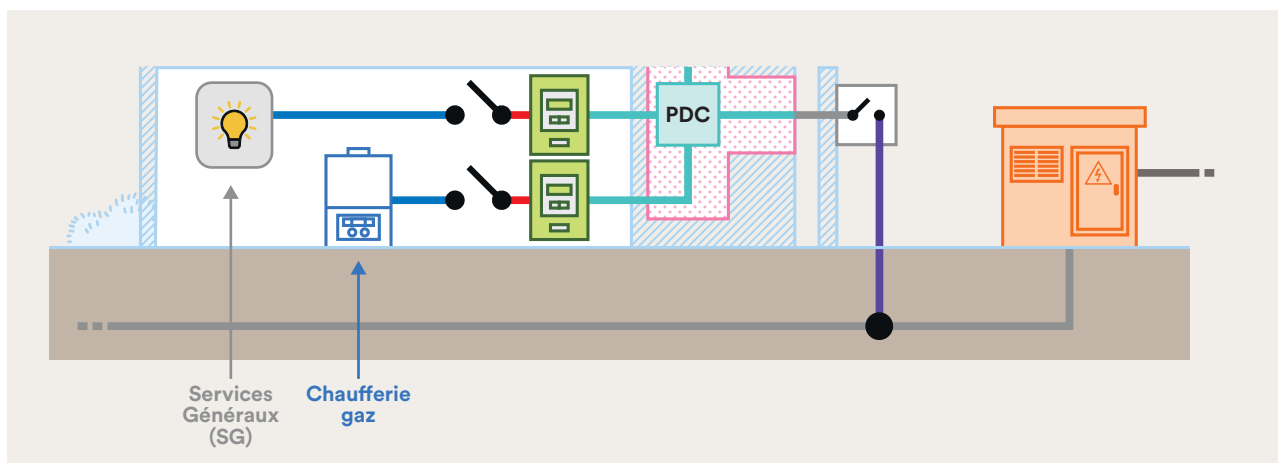 PDC
Services
Généraux
(SG)
Chaufferie
gaz